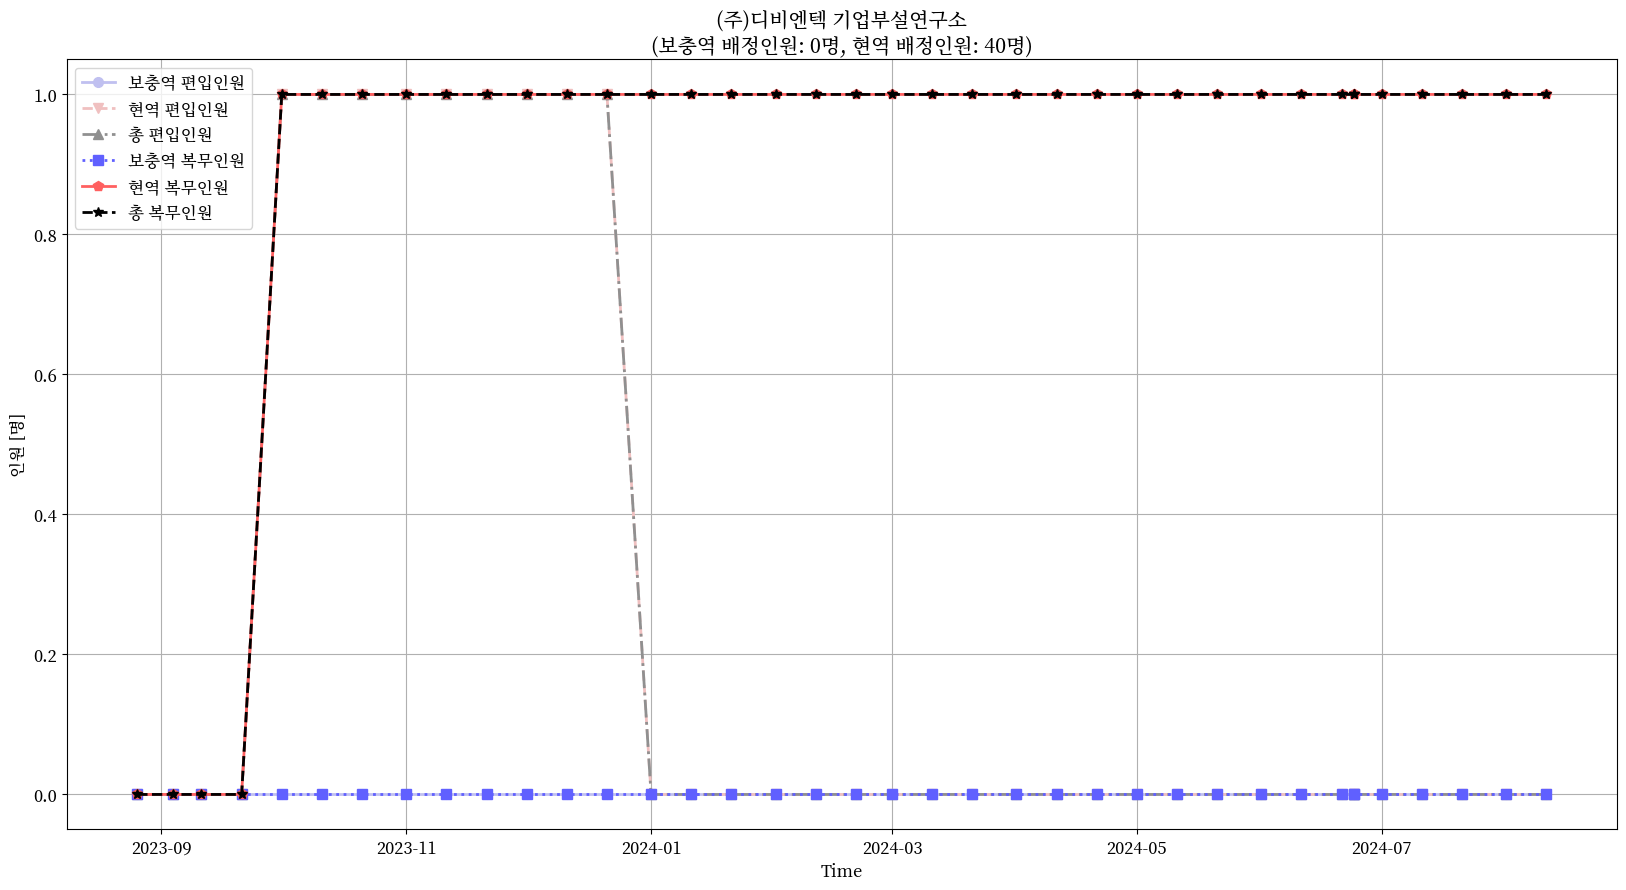 (주)디비엔텍 기업부설연구소
(보충역 배정인원: 0명, 현역 배정인원: 40명)
보충역 편입인원
현역 편입인원
총 편입인원
보충역 복무인원
현역 복무인원
총 복무인원
1.0
0.8
0.6
0.4
0.2
0.0
인원 [명]
2023-09
2023-11
2024-01
2024-03
2024-05
2024-07
Time